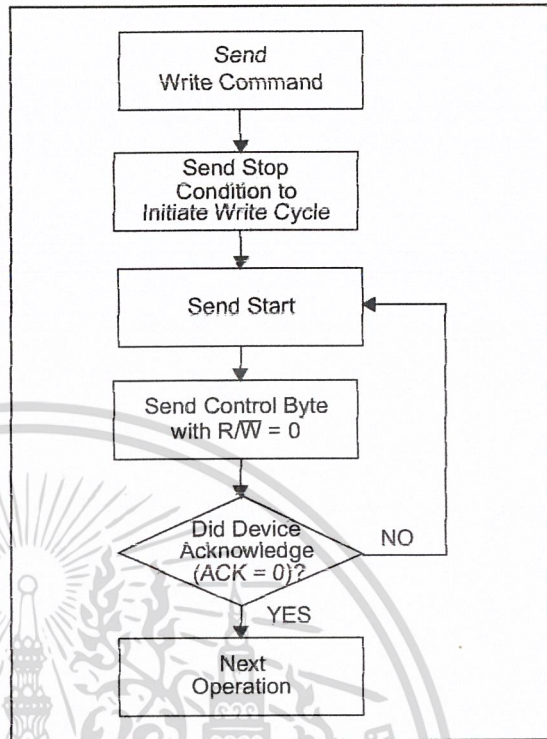 Send
Write Command
Send Stop
Condition to
Initiate Write Cycle
Send Start
Send Control Byte
with R/W̅ = 0
Did Device
Acknowledge
(ACK = 0)?
NO
YES
Next
Operation